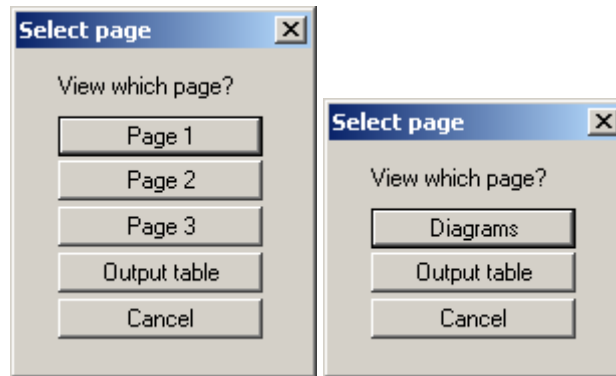 Select page
View which page?
Page 1
Page 2
Page 3
Output table
Cancel
Select page
View which page?
Diagrams
Output table
Cancel